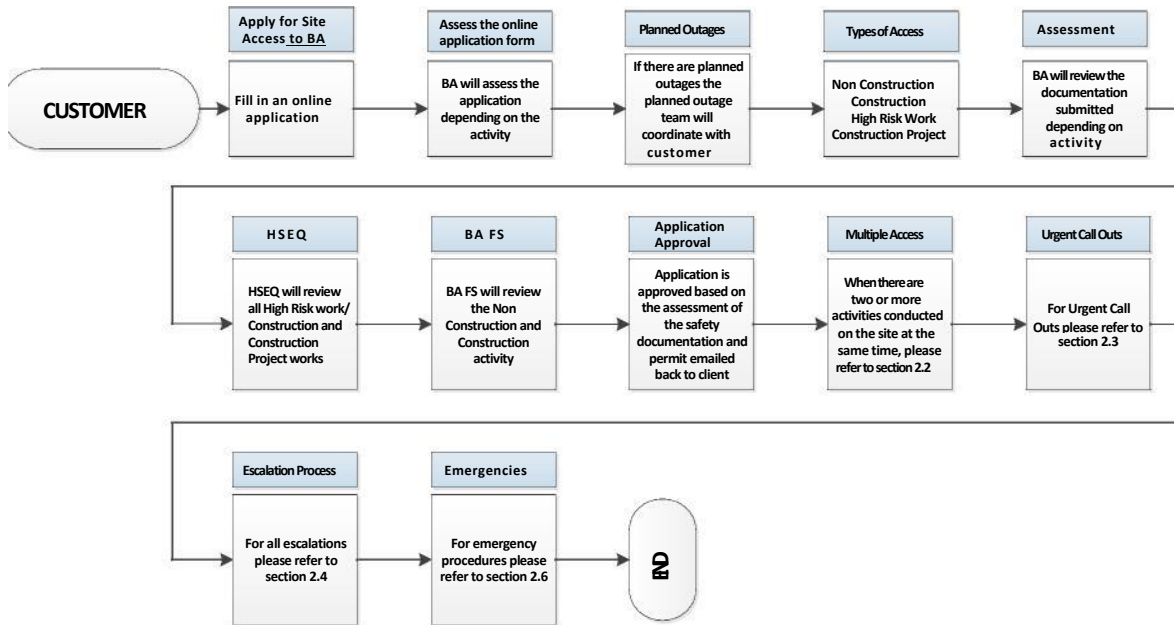 CUSTOMER
Apply for Site
Access to BA
Fill in an online
application
Assess the online
application form
BA will assess the
application
depending on the
activity
Planned Outages
If there are planned
outages the
planned outage
team will
coordinate with
customer
Types of Access
Non Construction
Construction
High Risk Work
Construction Project
Assessment
BA will review the
documentation
submitted
depending on
activity
HSEQ
HSEQ will review
all High Risk work/
Construction and
Construction
Project works
BA FS
BA FS will review
the Non
Construction and
Construction
activity
Application
Approval
Application is
approved based on
the assessment of
the safety
documentation and
permit emailed
back to client
Multiple Access
When there are
two or more
activities conducted
on the site at the
same time, please
refer to section 2.2
Urgent Call Outs
For Urgent Call
Outs please refer to
section 2.3
Escalation Process
For all escalations
please refer to
section 2.4
Emergencies
For emergency
procedures please
refer to section 2.6
END